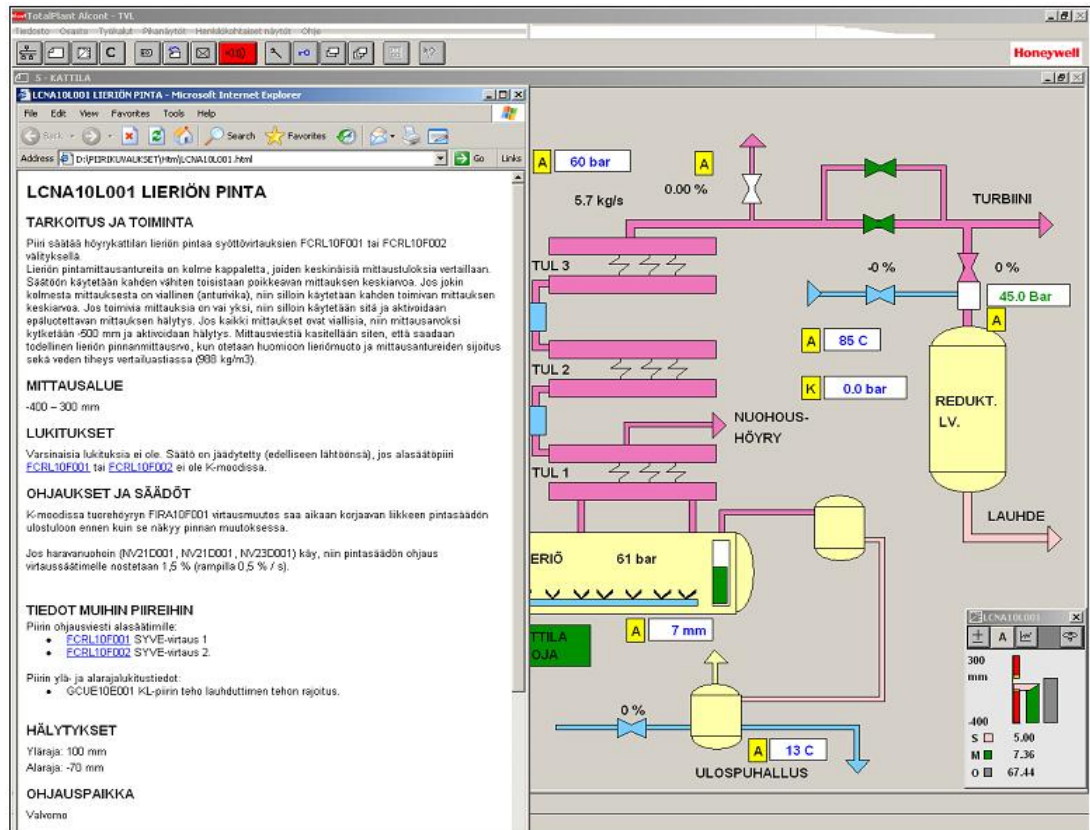 TotalPlant Alcont - TVL
Tiedosto Osasto Työkalut Pikanäytöt Henkilökohtaiset näytöt Ohje
C
Honeywell
S - KATTILA
LCNA10L001 LIERIÖN PINTA - Microsoft Internet Explorer
File Edit View Favorites Tools Help
Back Search Favorites
Address D:\PIIRIKUVAUKSET\Htm\LCNA10L001.html Go Links
LCNA10L001 LIERIÖN PINTA
TARKOITUS JA TOIMINTA
Piiri säätää höyrykattilan lieriön pintaa syöttövirtauksien FCRL10F001 tai FCRL10F002
välityksellä.
Lieriön pintamittausantureita on kolme kappaletta, joiden keskinäisiä mittaustuloksia vertaillaan.
Säätöön käytetään kahden vähiten toisistaan poikkeavan mittauksen keskiarvoa. Jos jokin
kolmesta mittauksesta on viallinen (anturivika), niin silloin käytetään kahden toimivan mittauksen
keskiarvoa. Jos toimivia mittauksia on vai yksi, niin silloin käytetään sitä ja aktivoidaan
epäluotettavan mittauksen hälytys. Jos kaikki mittaukset ovat viallisia, niin mittausarvoksi
kytketään -500 mm ja aktivoidaan hälytys. Mittausviestiä kasitellään siten, että saadaan
todellinen lieriön pinnanmittausrvo, kun otetaan huomioon lieriömuoto ja mittausantureiden sijoitus
sekä veden tiheys vertailuastiassa (988 kg/m3).
MITTAUSALUE
-400 – 300 mm
LUKITUKSET
Varsinaisia lukituksia ei ole. Säätö on jäädytetty (edelliseen lähtöönsä), jos alasäätöpiiri
FCRL10F001 tai FCRL10F002 ei ole K-moodissa.
OHJAUKSET JA SÄÄDÖT
K-moodissa tuorehöyryn FIRA10F001 virtausmuutos saa aikaan korjaavan liikkeen pintasäädön
ulostuloon ennen kuin se näkyy pinnan muutoksessa.
Jos haravanuohoin (NV21D001, NV21D001, NV23D001) käy, niin pintasäädön ohjaus
virtaussäätimelle nostetaan 1,5 % (rampilla 0,5 % / s).
TIEDOT MUIHIN PIIREIHIN
Piirin ohjausviesti alasäätimille:
FCRL10F001 SYVE-virtaus 1
FCRL10F002 SYVE-virtaus 2.
Piirin ylä- ja alarajalukitustiedot:
GCUE10E001 KL-piirin teho lauhduttimen tehon rajoitus.
HÄLYTYKSET
Yläraja: 100 mm
Alaraja: -70 mm
OHJAUSPAIKKA
Valvomo
A 60 bar
5.7 kg/s
A
0.00 %
TURBIINI
TUL 3
-0 %
0 %
45.0 Bar
A
A 85 C
TUL 2
K 0.0 bar
REDUKT.
LV.
NUOHOUS-
HÖYRY
TUL 1
LAUHDE
ERIÖ 61 bar
A 7 mm
TTILA
OJA
0 %
A 13 C
ULOSPUHALLUS
LCNA10L001
A
300
mm
-400
S 5.00
M 7.36
O 67.44